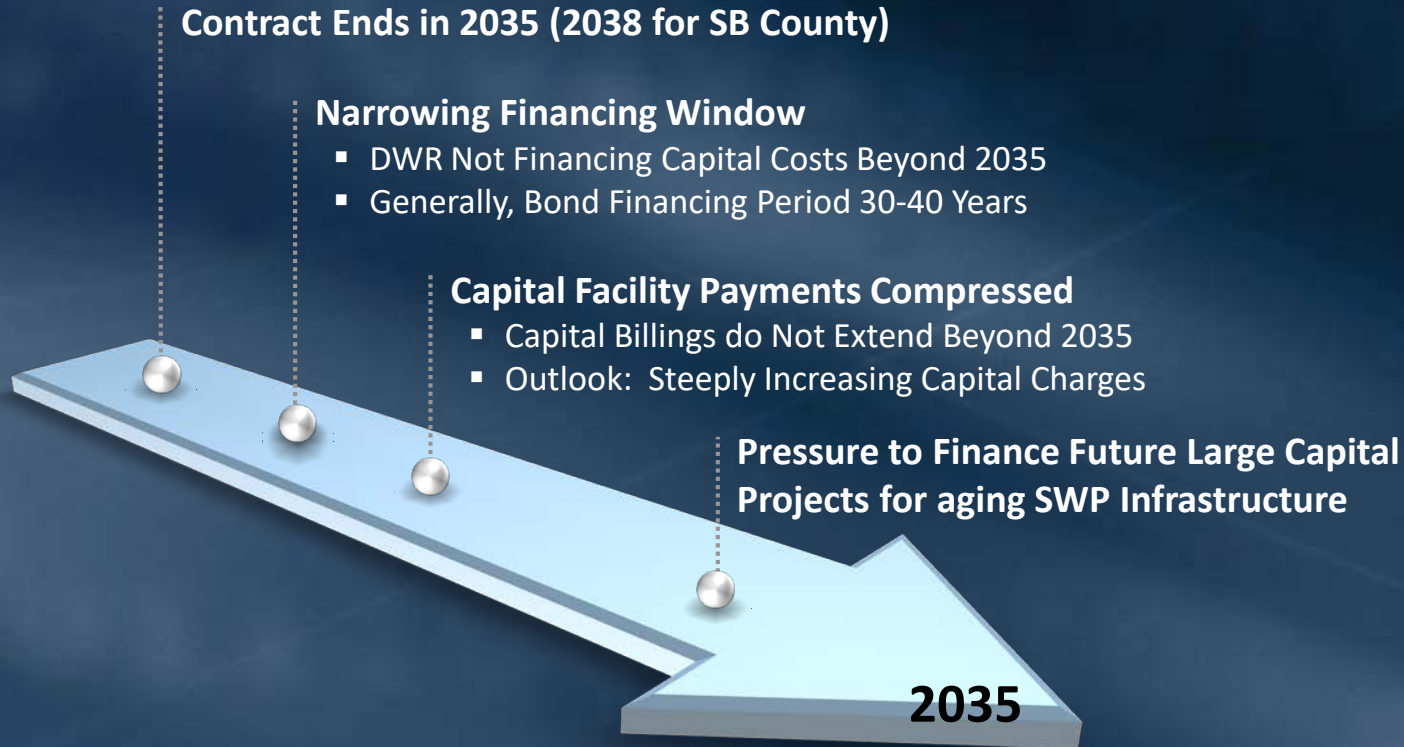 Contract Ends in 2035 (2038 for SB County)
Narrowing Financing Window
▪ DWR Not Financing Capital Costs Beyond 2035
▪ Generally, Bond Financing Period 30-40 Years
Capital Facility Payments Compressed
▪ Capital Billings do Not Extend Beyond 2035
▪ Outlook: Steeply Increasing Capital Charges
Pressure to Finance Future Large Capital
Projects for aging SWP Infrastructure
2035